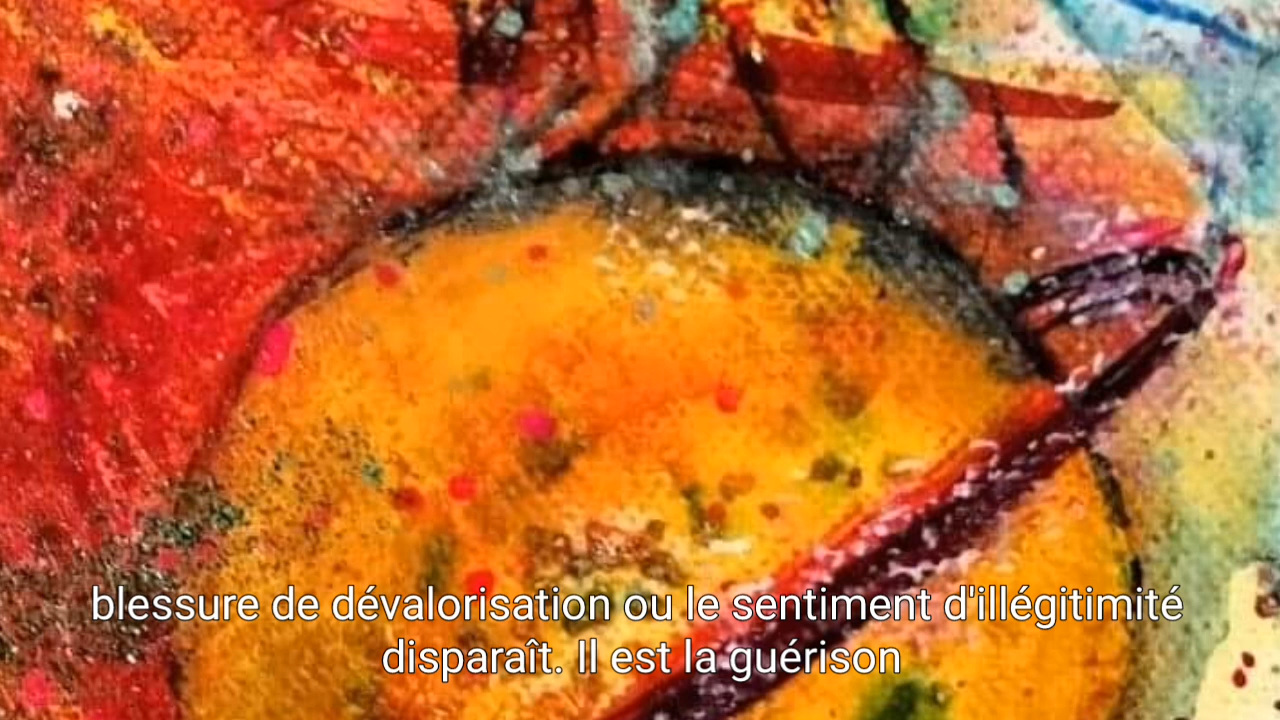 blessure de dévalorisation ou le sentiment d'illégitimité
disparaît. Il est la guérison